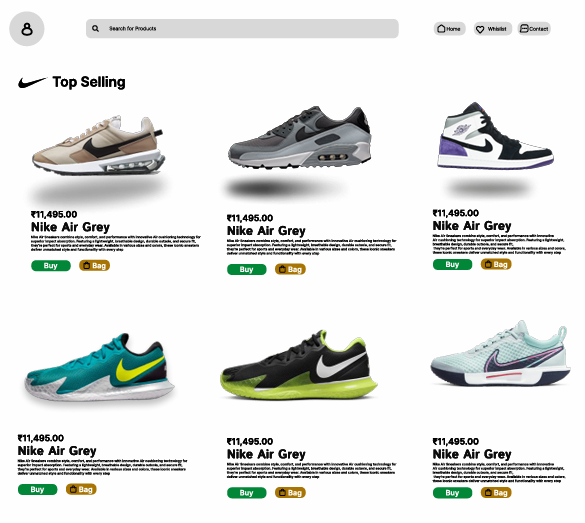 Search for Products
Home
Whislist
Contact
Top Selling
₹11,495.00
Nike Air Grey
Nike Air Sneakers combine style, comfort, and performance with innovative Air cushioning technology for
superior impact absorption. Featuring a lightweight, breathable design, durable outsole, and secure fit,
they're perfect for sports and everyday wear. Available in various sizes and colors, these iconic sneakers
deliver unmatched style and functionality with every step
Buy
Bag
₹11,495.00
Nike Air Grey
Nike Air Sneakers combine style, comfort, and performance with innovative Air cushioning technology for
superior impact absorption. Featuring a lightweight, breathable design, durable outsole, and secure fit,
they're perfect for sports and everyday wear. Available in various sizes and colors, these iconic sneakers
deliver unmatched style and functionality with every step
Buy
Bag
₹11,495.00
Nike Air Grey
Nike Air Sneakers combine style, comfort, and performance with innovative
Air cushioning technology for superior impact absorption. Featuring a lightweight,
breathable design, durable outsole, and secure fit,
they're perfect for sports and everyday wear. Available in various sizes and colors,
these iconic sneakers deliver unmatched style and functionality with every step
Buy
Bag
₹11,495.00
Nike Air Grey
Nike Air Sneakers combine style, comfort, and performance with innovative Air cushioning technology for
superior impact absorption. Featuring a lightweight, breathable design, durable outsole, and secure fit,
they're perfect for sports and everyday wear. Available in various sizes and colors, these iconic sneakers
deliver unmatched style and functionality with every step
Buy
Bag
₹11,495.00
Nike Air Grey
Nike Air Sneakers combine style, comfort, and performance with innovative Air cushioning technology for
superior impact absorption. Featuring a lightweight, breathable design, durable outsole, and secure fit,
they're perfect for sports and everyday wear. Available in various sizes and colors, these iconic sneakers
deliver unmatched style and functionality with every step
Buy
Bag
₹11,495.00
Nike Air Grey
Nike Air Sneakers combine style, comfort, and performance with innovative
Air cushioning technology for superior impact absorption. Featuring a lightweight,
breathable design, durable outsole, and secure fit,
they're perfect for sports and everyday wear. Available in various sizes and colors,
these iconic sneakers deliver unmatched style and functionality with every step
Buy
Bag